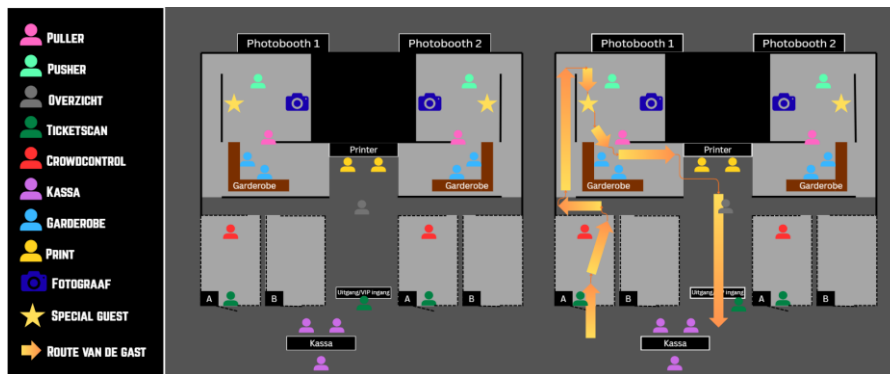 Puller
Pusher
Overzicht
Ticketscan
Crowdcontrol
Kassa
Garderobe
Print
Fotograaf
Special guest
Route van de gast
Photobooth 1
Photobooth 2
Printer
Garderobe
Garderobe
A
B
Uitgang/VIP ingang
A
B
Kassa
Photobooth 1
Photobooth 2
Printer
Garderobe
Garderobe
A
B
Uitgang/VIP ingang
A
B
Kassa